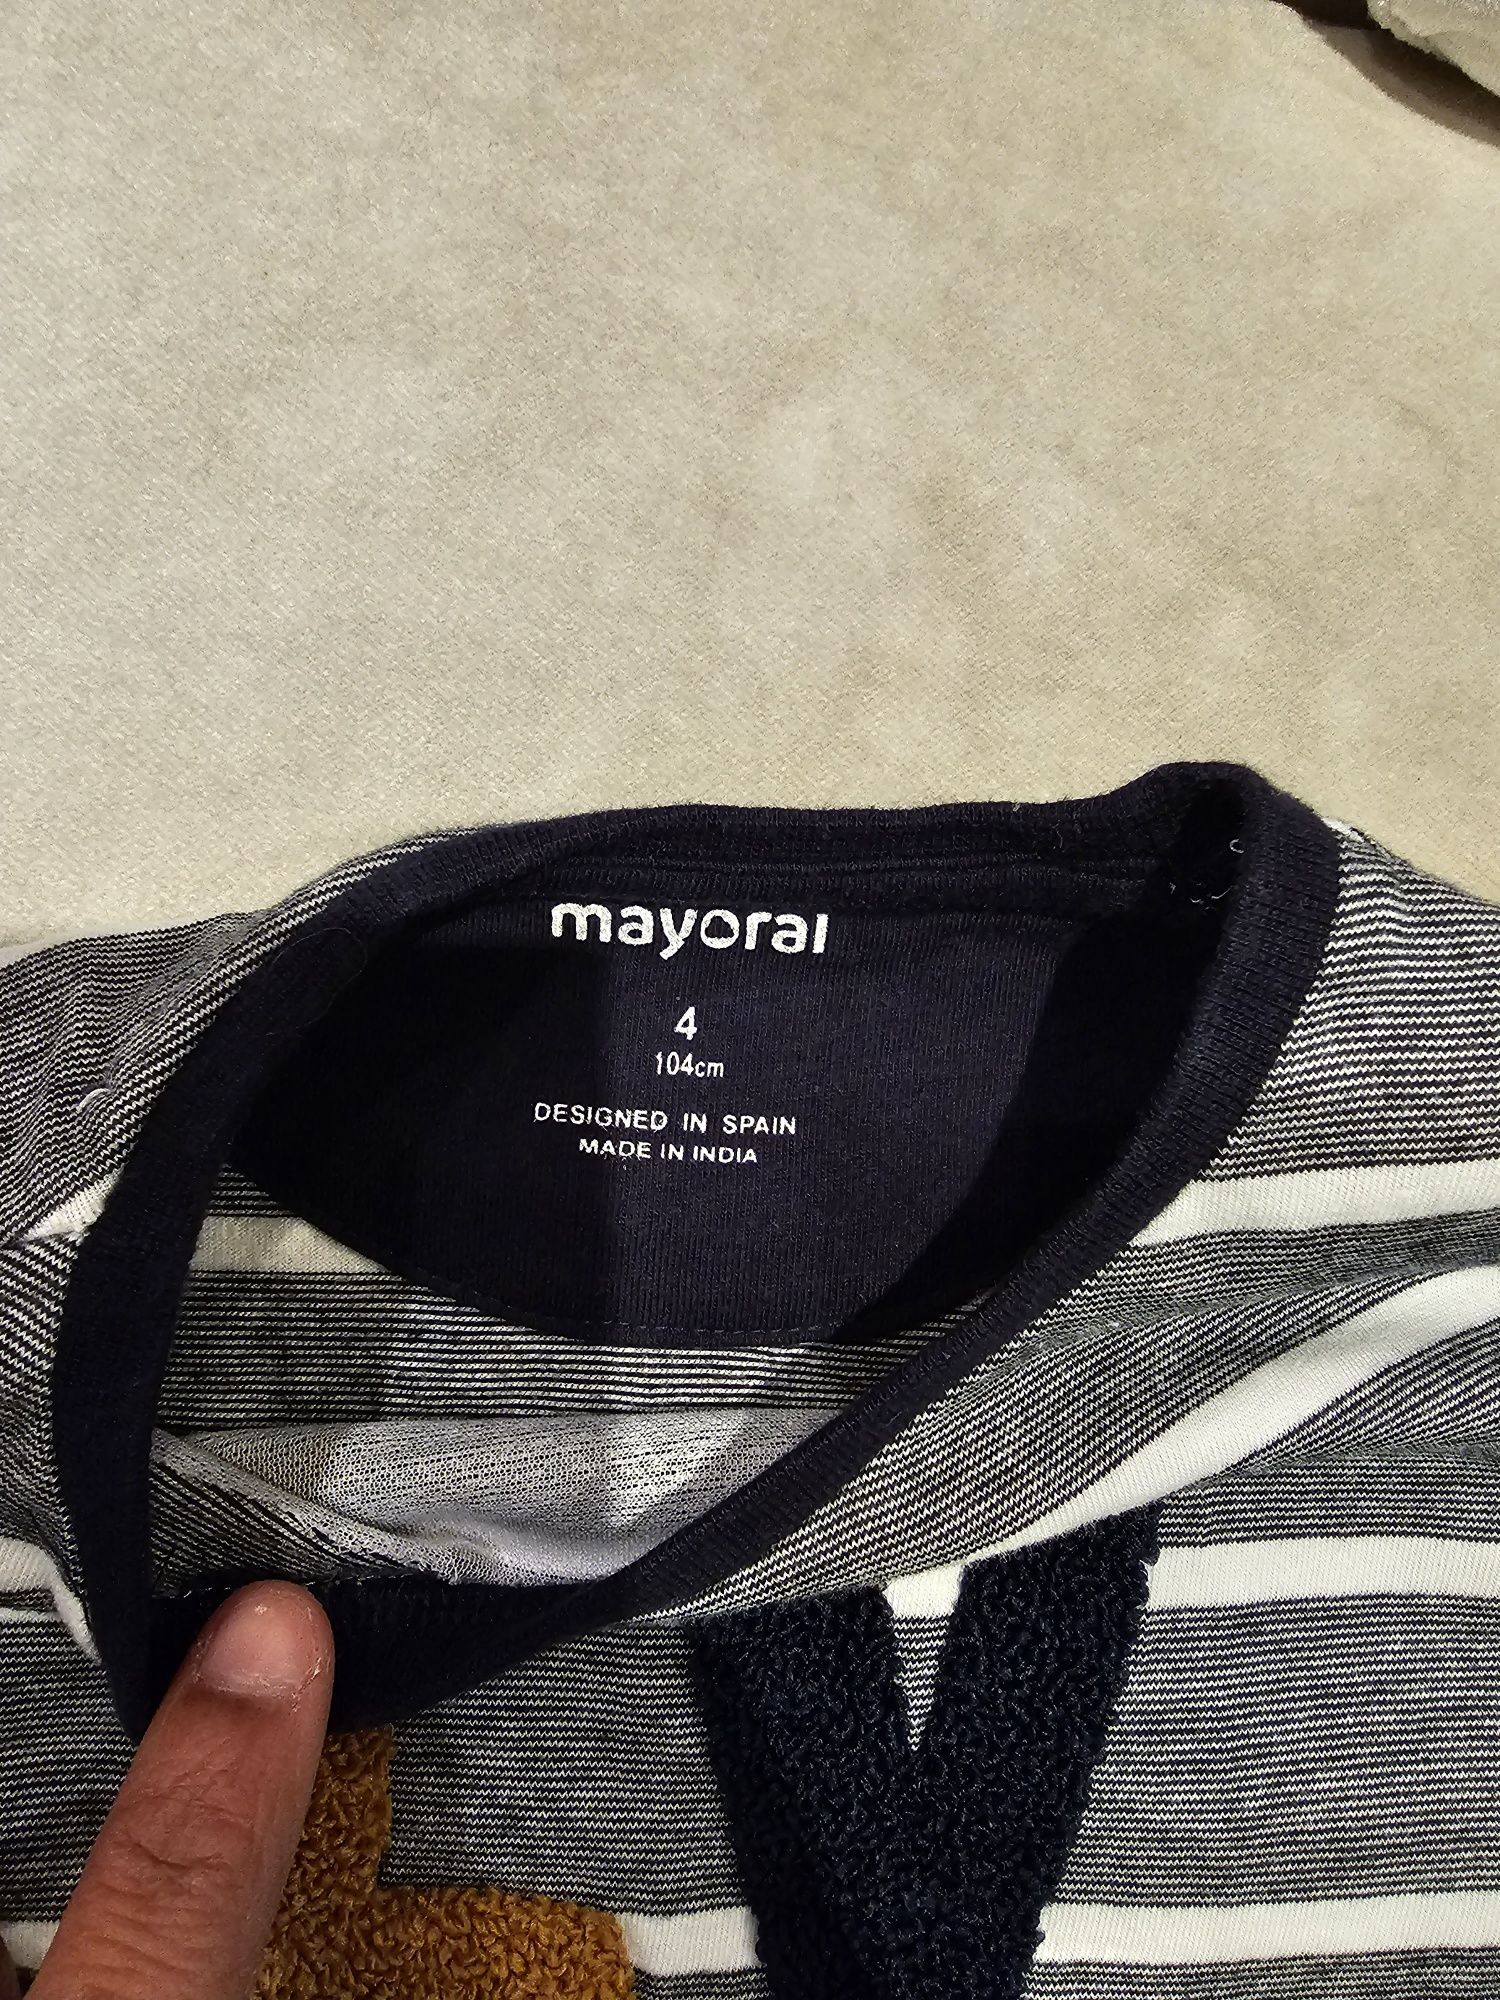 mayoral
4
104cm
DESIGNED IN SPAIN
MADE IN INDIA